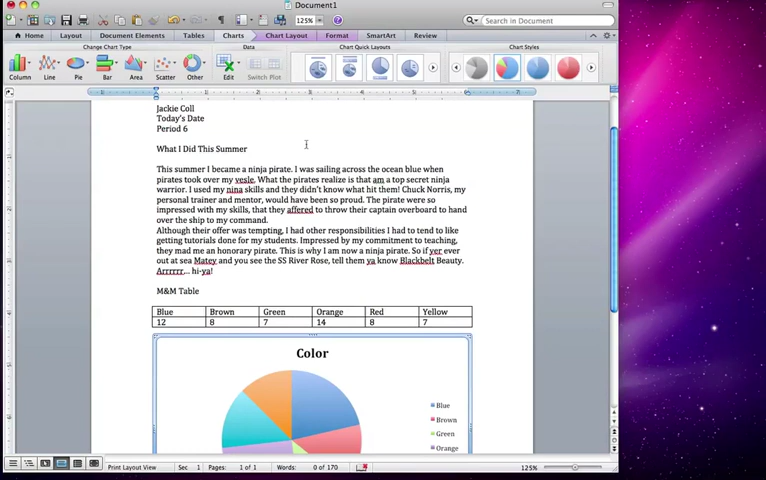 Document1
125%
Search in Document
Home Layout Document Elements Tables Charts Chart Layout Format SmartArt Review
Change Chart Type Data Chart Quick Layouts Chart Styles
Column Line Pie Bar Area Scatter Other Edit Switch Plot
Jackie Coll
Today's Date
Period 6
What I Did This Summer
This summer I became a ninja pirate. I was sailing across the ocean blue when
pirates took over my vesle. What the pirates realize is that am a top secret ninja
warrior. I used my nina skills and they didn't know what hit them! Chuck Norris, my
personal trainer and mentor, would have been so proud. The pirate were so
impressed with my skills, that they affered to throw their captain overboard to hand
over the ship to my command.
Although their offer was tempting, I had other responsibilities I had to tend to like
getting tutorials done for my students. Impressed by my commitment to teaching,
they mad me an honorary pirate. This is why I am now a ninja pirate. So if yer ever
out at sea Matey and you see the SS River Rose, tell them ya know Blackbelt Beauty.
Arrrrrr... hi-ya!
M&M Table
Blue Brown Green Orange Red Yellow
12 8 7 14 8 7
Color
Blue
Brown
Green
Orange
Print Layout View Sec 1 Pages: 1 of 1 Words: 0 of 170 125%